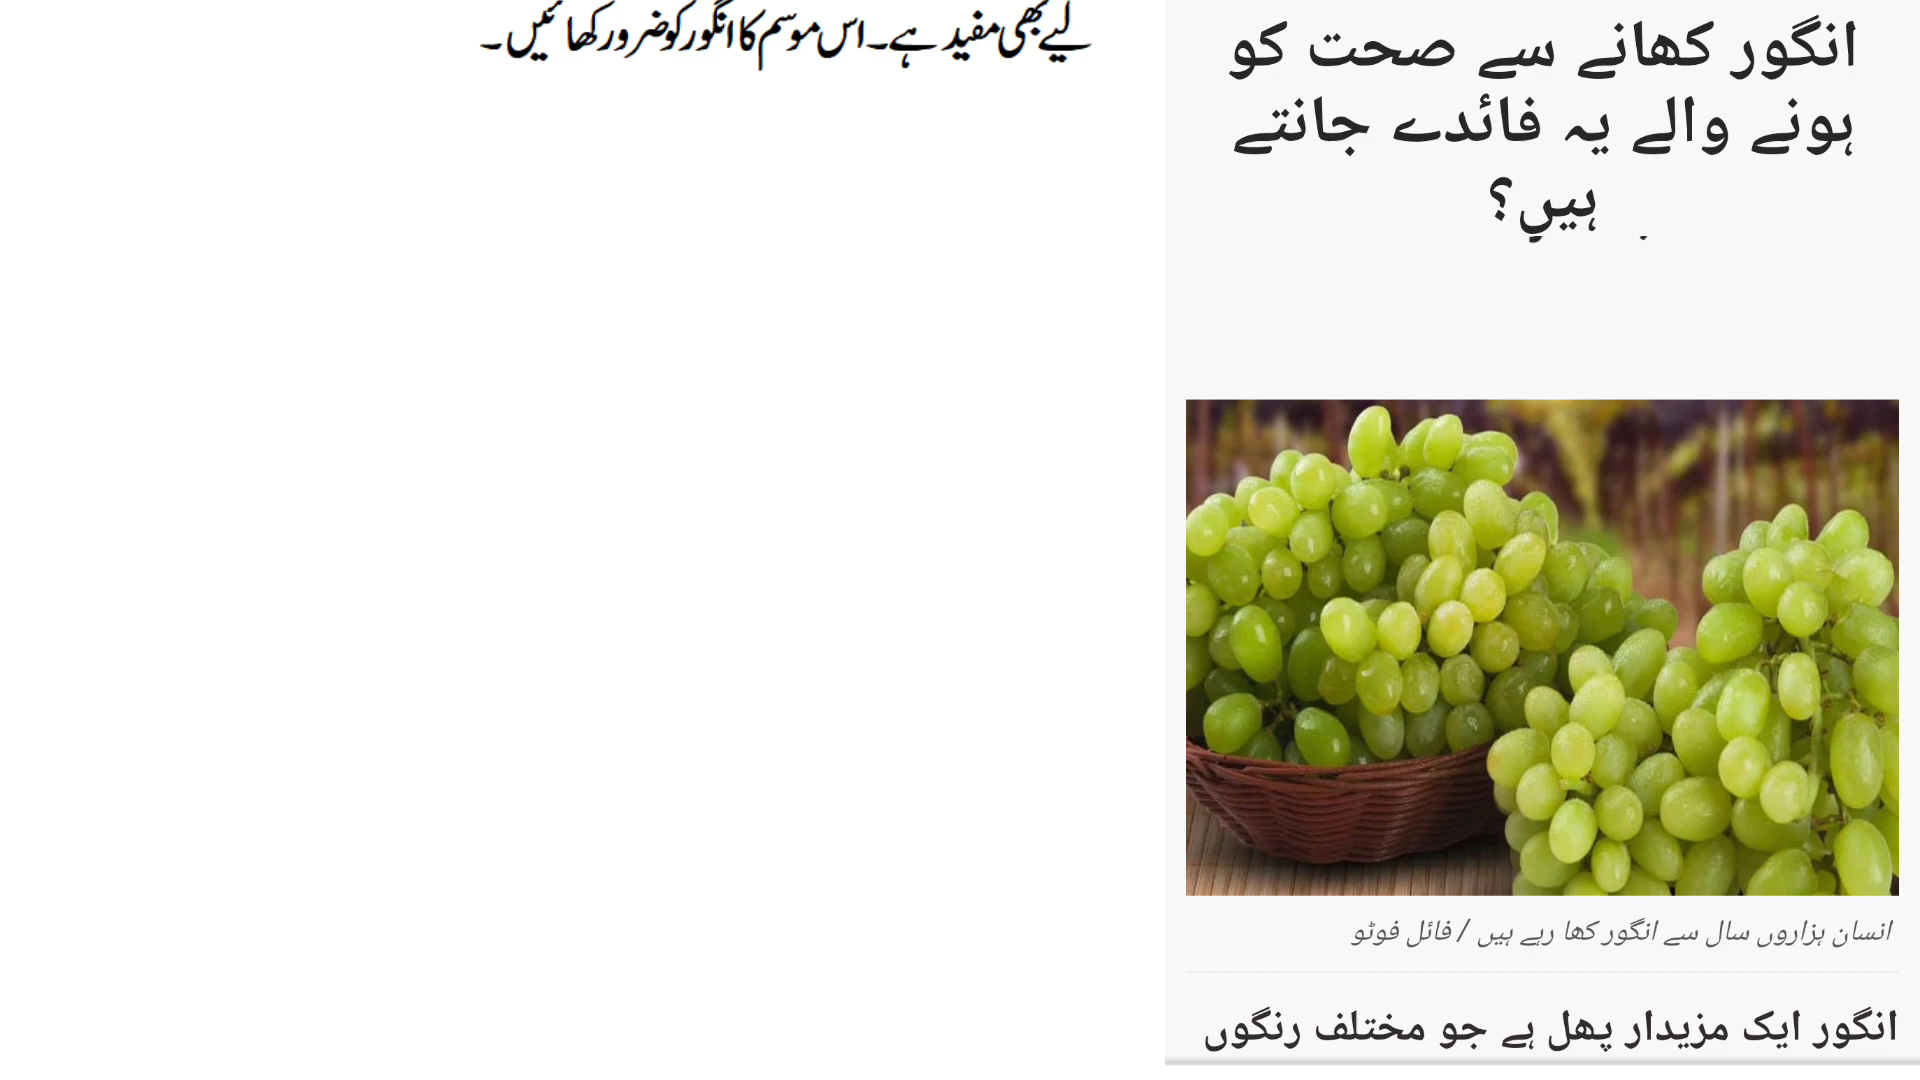 لیے بھی مفید ہے۔ اس موسم کا انگور کو ضرور کھائیں۔
انگور کھانے سے صحت کو
ہونے والے یہ فائدے جانتے
ہیں؟
انسان ہزاروں سال سے انگور کھا رہے ہیں / فائل فوٹو
انگور ایک مزیدار پھل ہے جو مختلف رنگوں